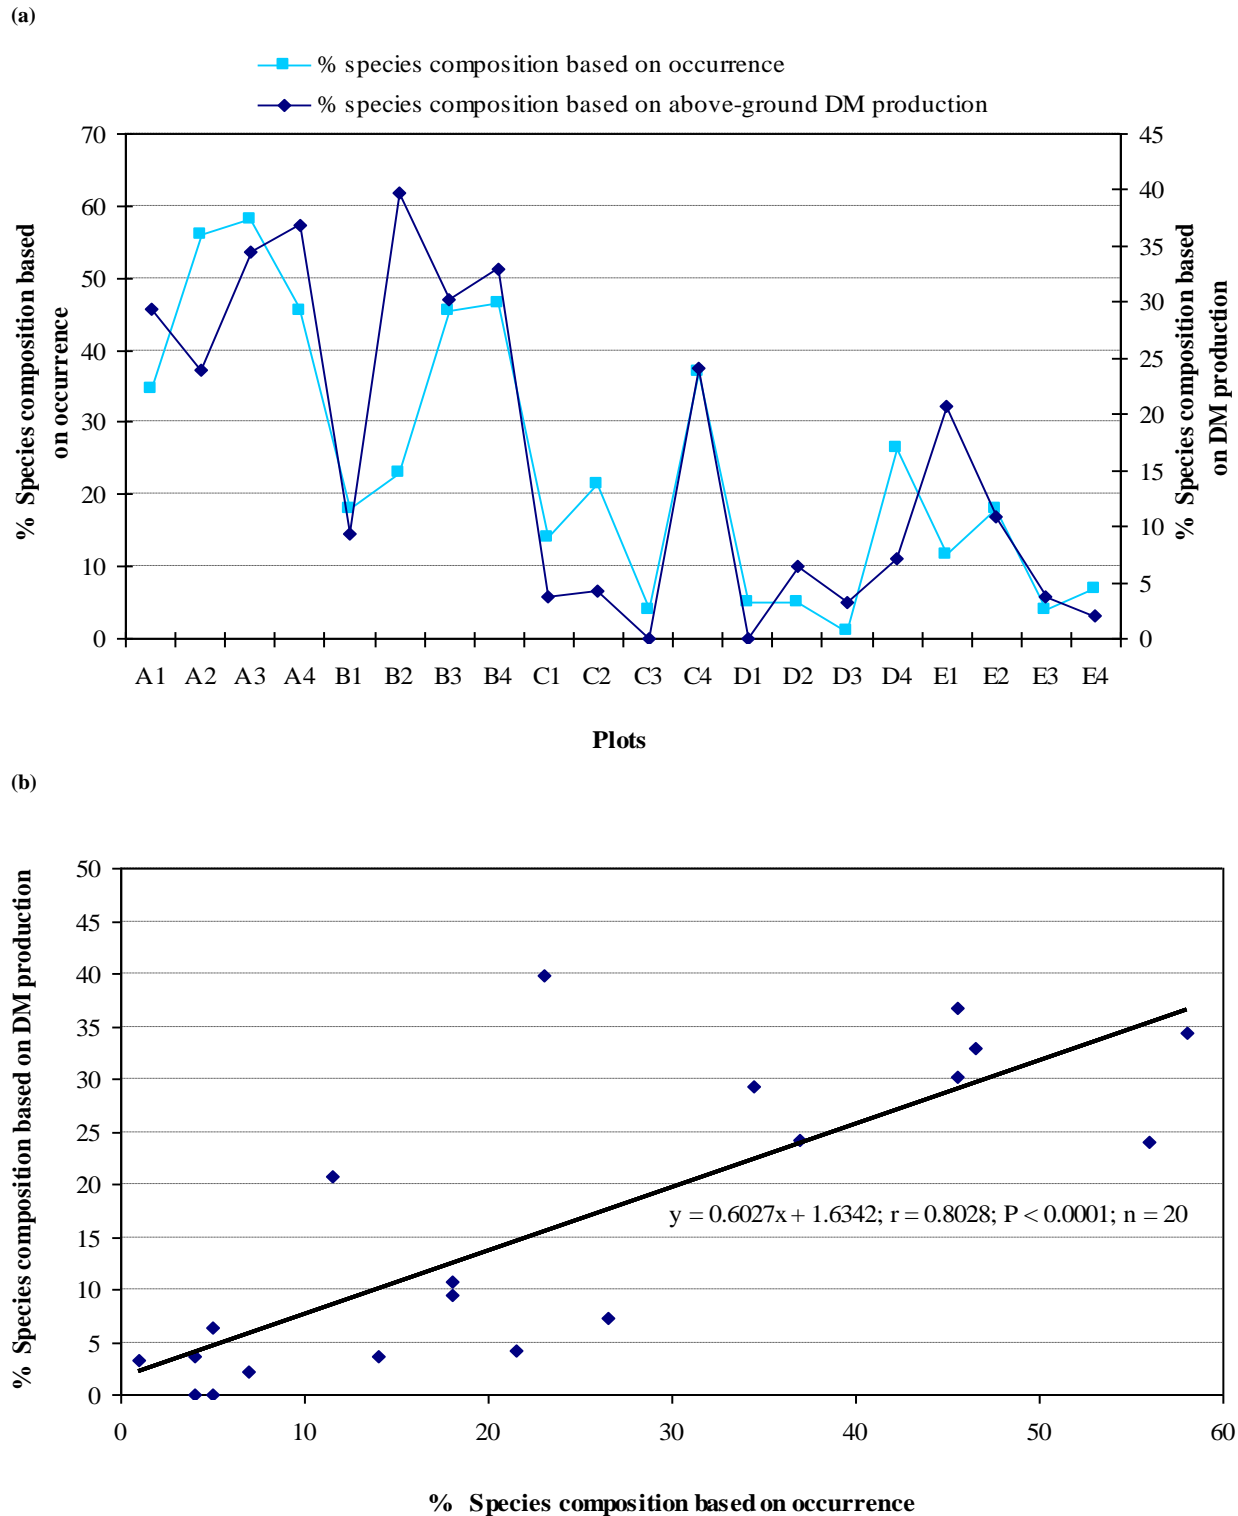 (a)
% species composition based on occurrence
% species composition based on above-ground DM production
% Species composition based
on occurrence
70
60
50
40
30
20
10
0
45
40
35
30
25
20
15
10
5
0
% Species composition based
on DM production
A1 A2 A3 A4 B1 B2 B3 B4 C1 C2 C3 C4 D1 D2 D3 D4 E1 E2 E3 E4
Plots
(b)
% Species composition based on DM production
50
45
40
35
30
25
20
15
10
5
0
y = 0.6027x + 1.6342; r = 0.8028; P < 0.0001; n = 20
0 10 20 30 40 50 60
% Species composition based on occurrence